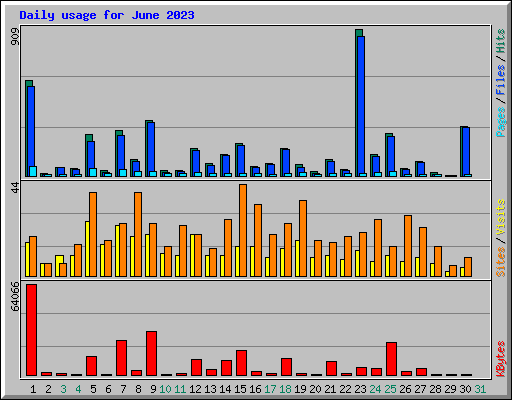 Daily usage for June 2023
909
Pages / Files / Hits
44
Sites / Visits
64066
KBytes
1 2 3 4 5 6 7 8 9 10 11 12 13 14 15 16 17 18 19 20 21 22 23 24 25 26 27 28 29 30 31